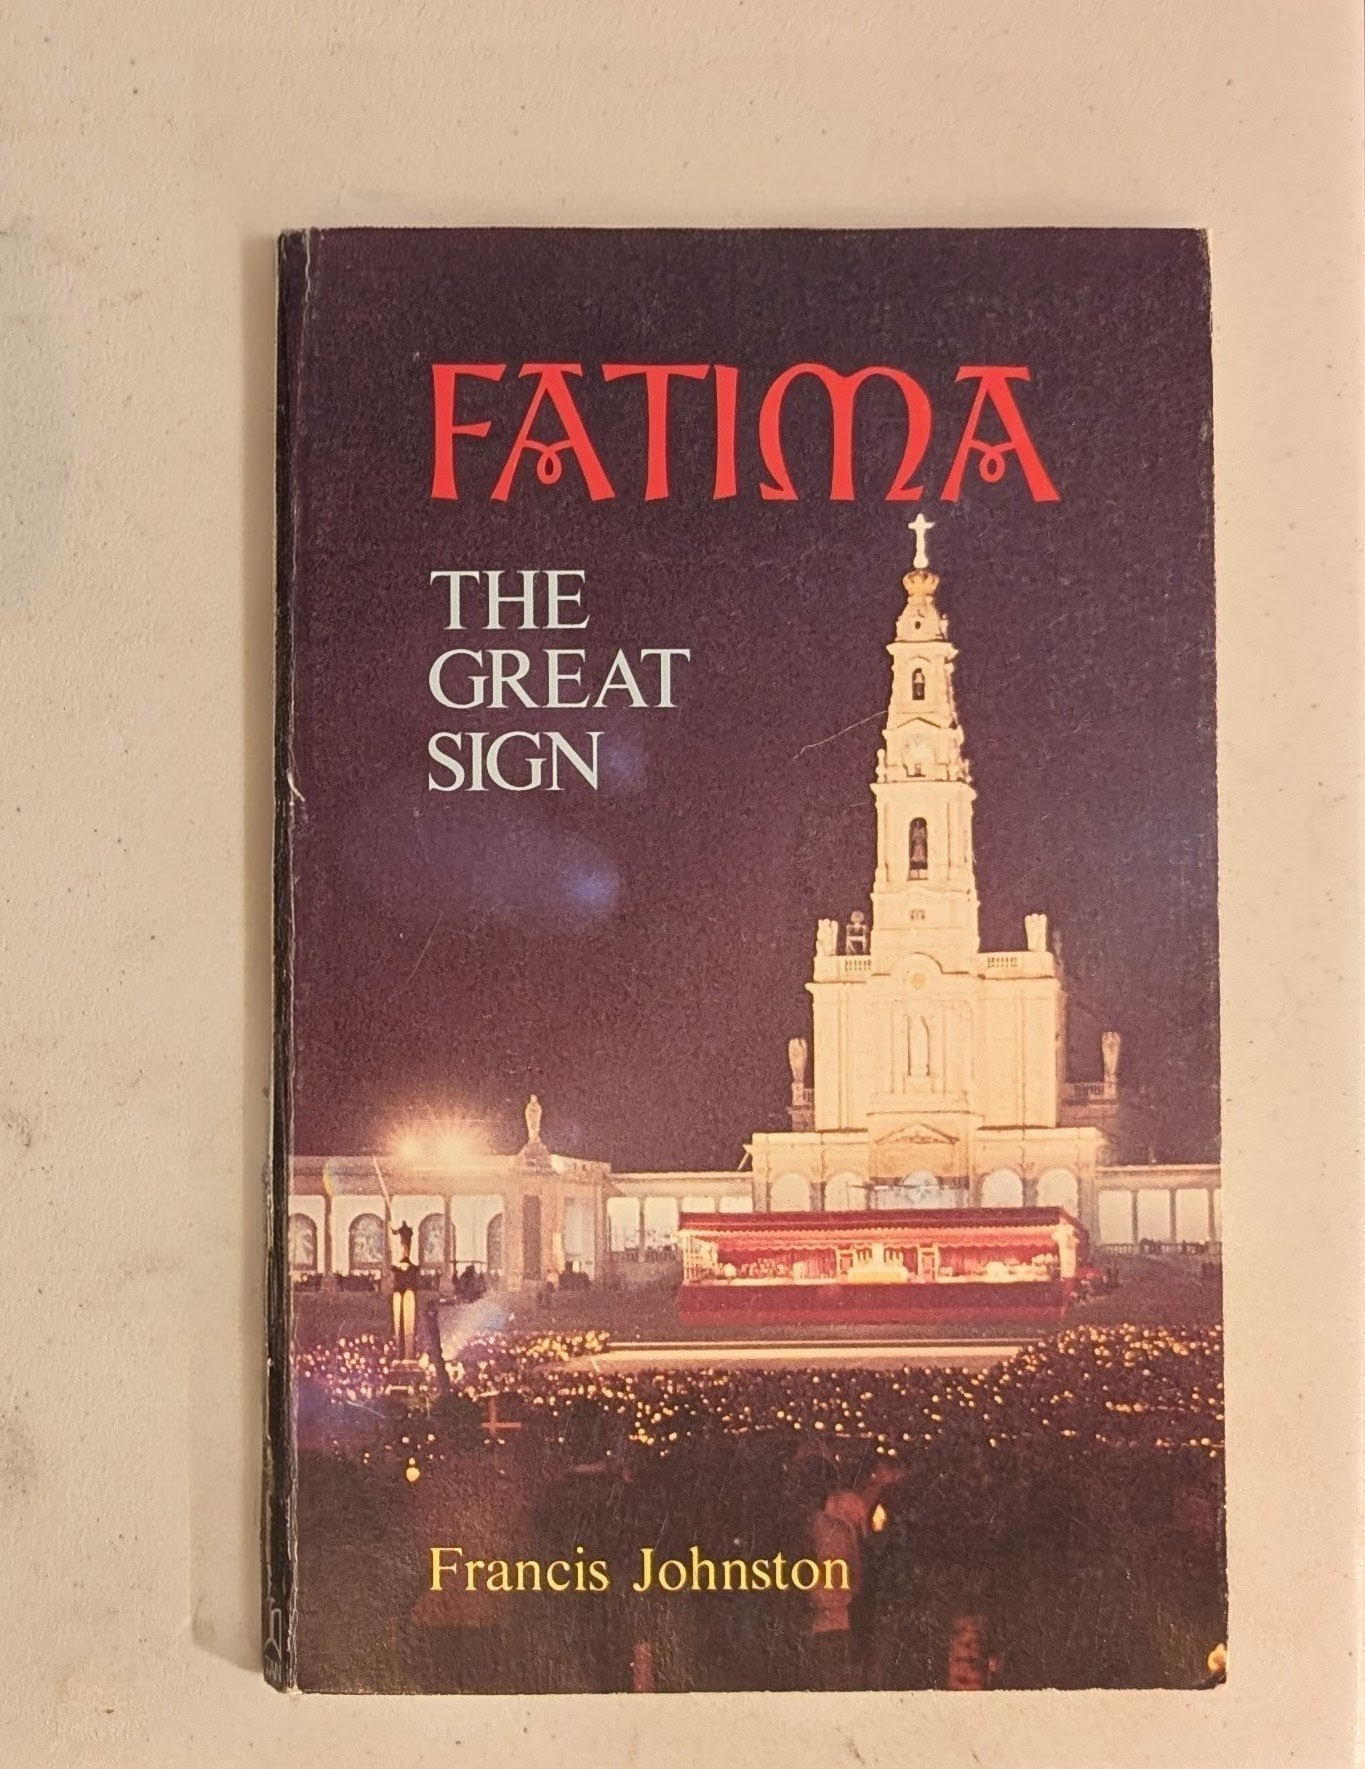 FATIMA
THE
GREAT
SIGN
Francis Johnston